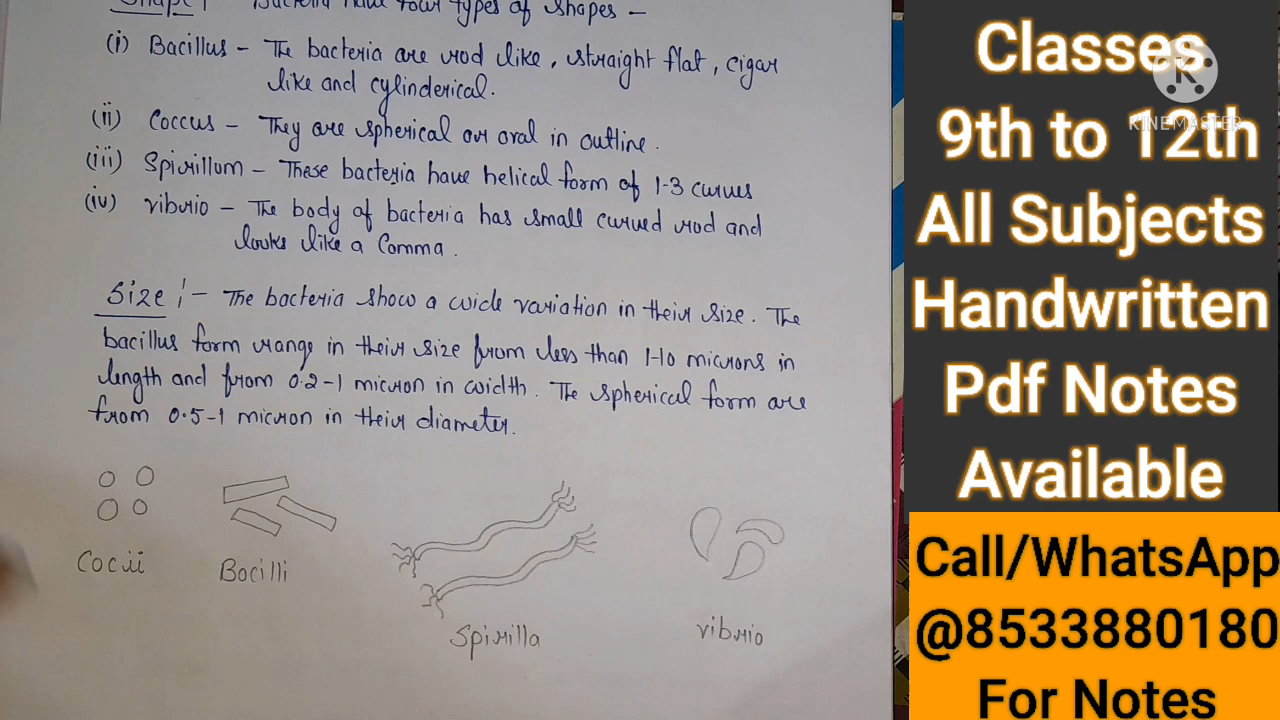 Shape! Bacteria have four types of shapes –
(i) Bacillus – The bacteria are rod like, straight flat, cigar
like and cylinderical.
(ii) Coccus – They are spherical or oral in outline.
(iii) Spirillum – These bacteria have helical form of 1-3 curves
(iv) vibrio – The body of bacteria has small curved rod and
looks like a Comma.
Size :- The bacteria show a wide variation in their size. The
bacillus form range in their size from less than 1-10 microns in
length and from 0.2-1 micron in width. The spherical form are
from 0.5-1 micron in their diameter.
Cocii
Bacilli
Spirilla
vibrio
Classes
9th to 12th
All Subjects
Handwritten
Pdf Notes
Available
Call/WhatsApp
@8533880180
For Notes
K
KINEMASTER